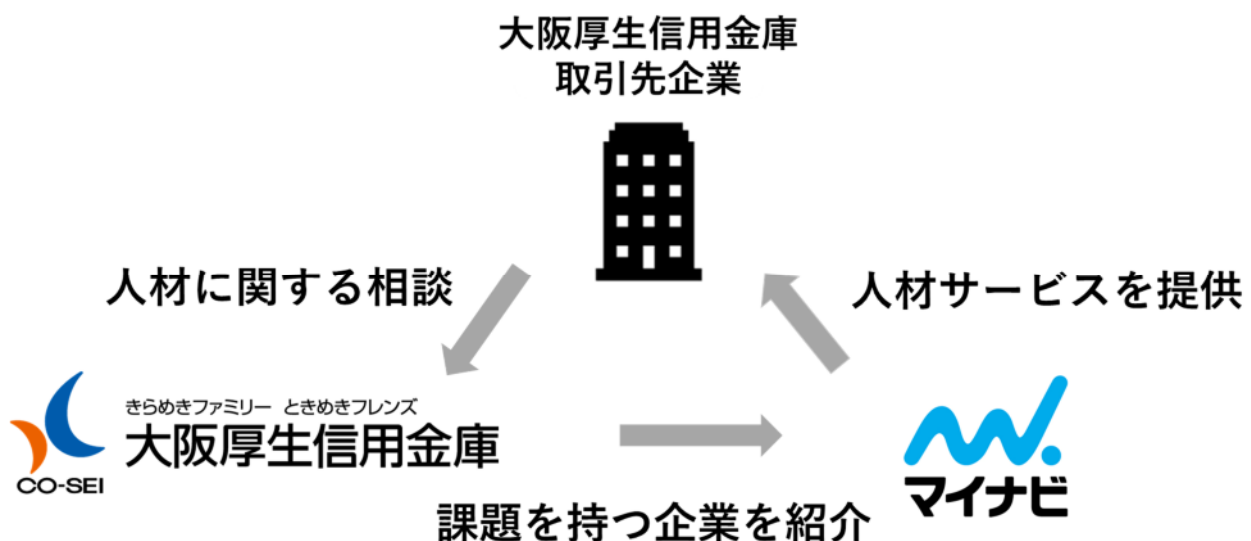 大阪厚生信用金庫
取引先企業
人材に関する相談
人材サービスを提供
きらめきファミリー ときめきフレンズ
大阪厚生信用金庫
CO-SEI
マイナビ
課題を持つ企業を紹介